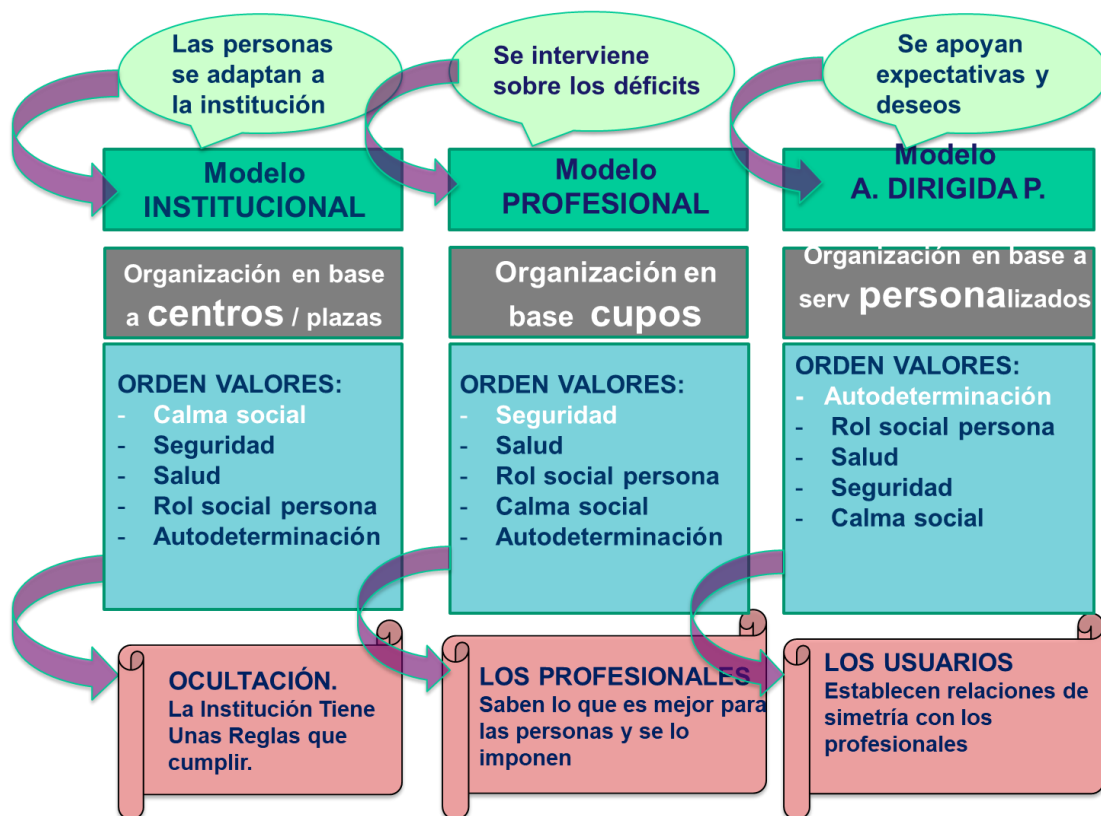 Las personas
se adaptan a
la institución
Modelo
INSTITUCIONAL
Organización en base
a centros / plazas
ORDEN VALORES:
- Calma social
- Seguridad
- Salud
- Rol social persona
- Autodeterminación
OCULTACIÓN.
La Institución Tiene
Unas Reglas que
cumplir.
Se interviene
sobre los déficits
Modelo
PROFESIONAL
Organización en
base cupos
ORDEN VALORES:
- Seguridad
- Salud
- Rol social persona
- Calma social
- Autodeterminación
LOS PROFESIONALES
Saben lo que es mejor para
las personas y se lo
imponen
Se apoyan
expectativas y
deseos
Modelo
A. DIRIGIDA P.
Organización en base a
serv personalizados
ORDEN VALORES:
- Autodeterminación
- Rol social persona
- Salud
- Seguridad
- Calma social
LOS USUARIOS
Establecen relaciones de
simetría con los
profesionales